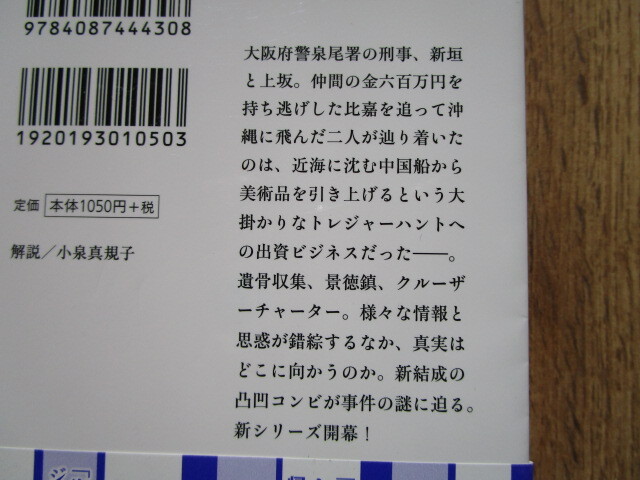 9784087444308
1920193010503
定価 本体1050円+税
解説／小泉真規子
大阪府警泉尾署の刑事、新垣
と上坂。仲間の金六百万円を
持ち逃げした比嘉を追って沖
縄に飛んだ二人が辿り着いた
のは、近海に沈む中国船から
美術品を引き上げるという大
掛かりなトレジャーハントへ
の出資ビジネスだった――。
遺骨収集、景徳鎮、クルーザ
ーチャーター。様々な情報と
思惑が錯綜するなか、真実は
どこに向かうのか。新結成の
凸凹コンビが事件の謎に迫る。
新シリーズ開幕！